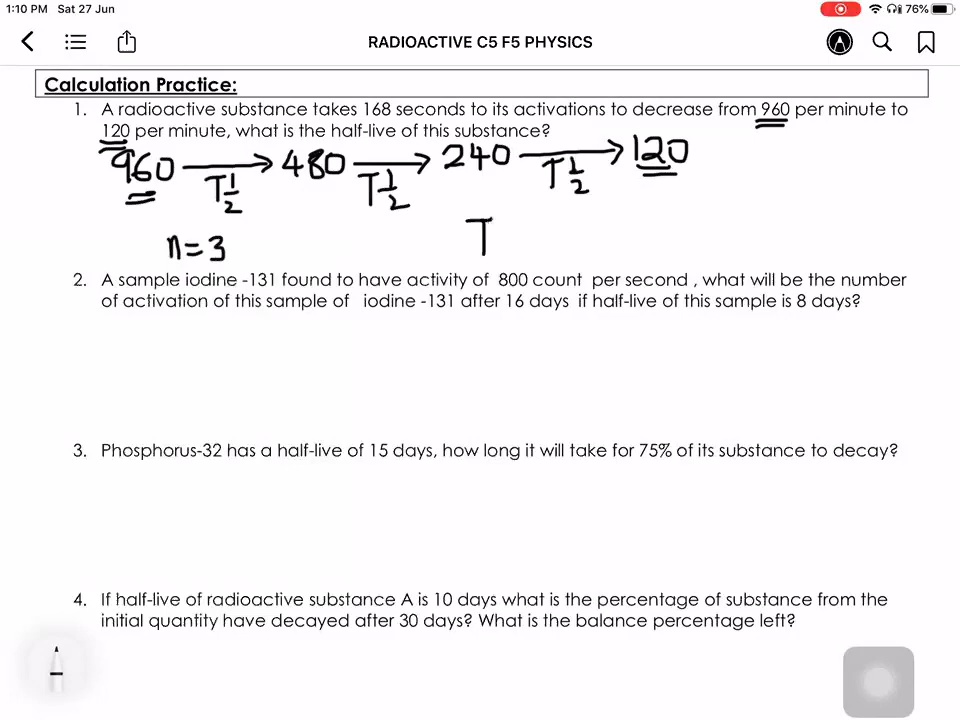 1:10 PM Sat 27 Jun 76%
RADIOACTIVE C5 F5 PHYSICS
Calculation Practice:
1. A radioactive substance takes 168 seconds to its activations to decrease from 960 per minute to
120 per minute, what is the half-live of this substance?
960 → 480 → 240 → 120
T½ T½ T½
n=3 T
2. A sample iodine -131 found to have activity of 800 count per second , what will be the number
of activation of this sample of iodine -131 after 16 days if half-live of this sample is 8 days?
3. Phosphorus-32 has a half-live of 15 days, how long it will take for 75% of its substance to decay?
4. If half-live of radioactive substance A is 10 days what is the percentage of substance from the
initial quantity have decayed after 30 days? What is the balance percentage left?